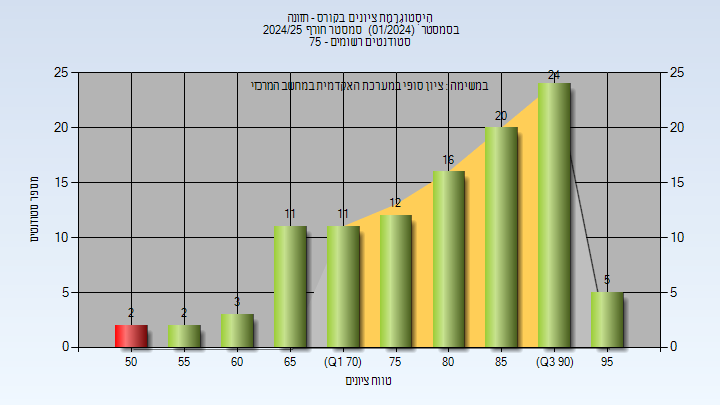 היסטוגרמת ציונים בקורס - תזונה
בסמסטר (01/2024) סמסטר חורף 2024/25
סטודנטים רשומים - 75
במשימה : ציון סופי במערכת האקדמית במחשב המרכזי
25 25
24
20 20
20
16
15 15
12
11 11
10 10
5 5
5
3
2 2
0 0
50 55 60 65 (Q1 70) 75 80 85 (Q3 90) 95
מספר סטודנטים
טווח ציונים